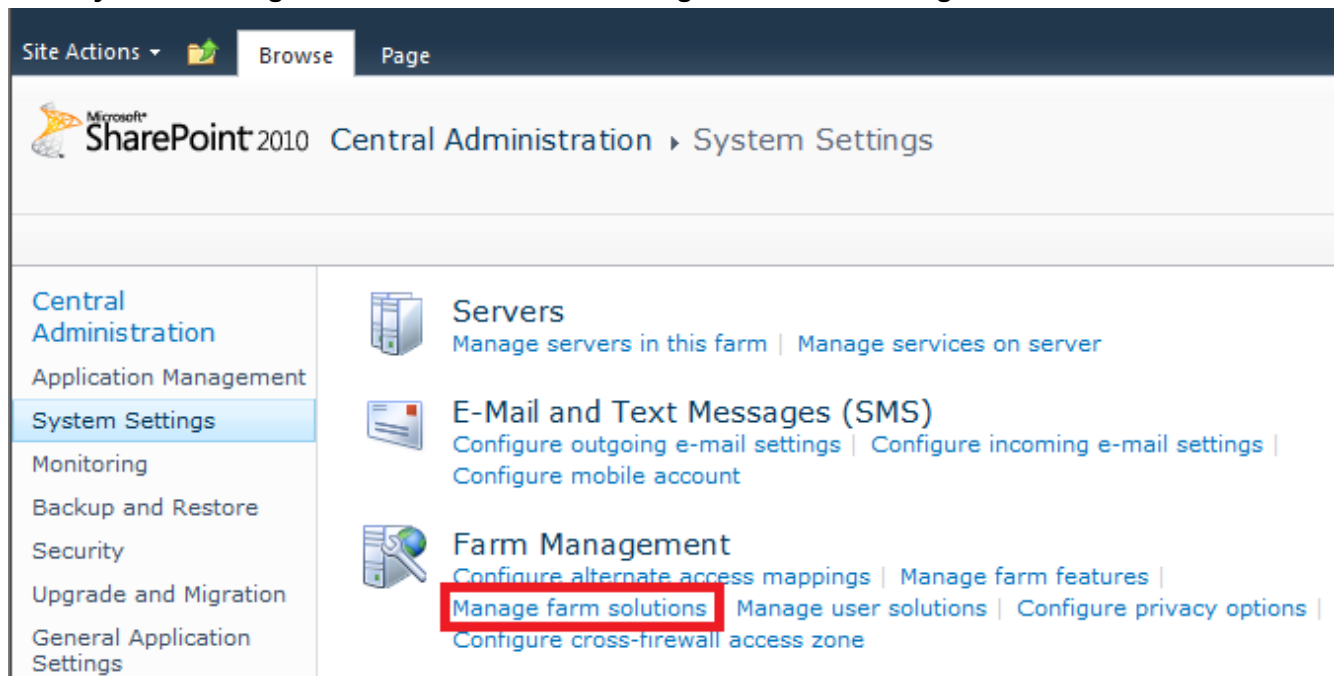 Site Actions Browse Page
Microsoft®
SharePoint® 2010 Central Administration ▸ System Settings
Central
Administration
Application Management
System Settings
Monitoring
Backup and Restore
Security
Upgrade and Migration
General Application
Settings
Servers
Manage servers in this farm | Manage services on server
E-Mail and Text Messages (SMS)
Configure outgoing e-mail settings | Configure incoming e-mail settings |
Configure mobile account
Farm Management
Configure alternate access mappings | Manage farm features |
Manage farm solutions | Manage user solutions | Configure privacy options |
Configure cross-firewall access zone